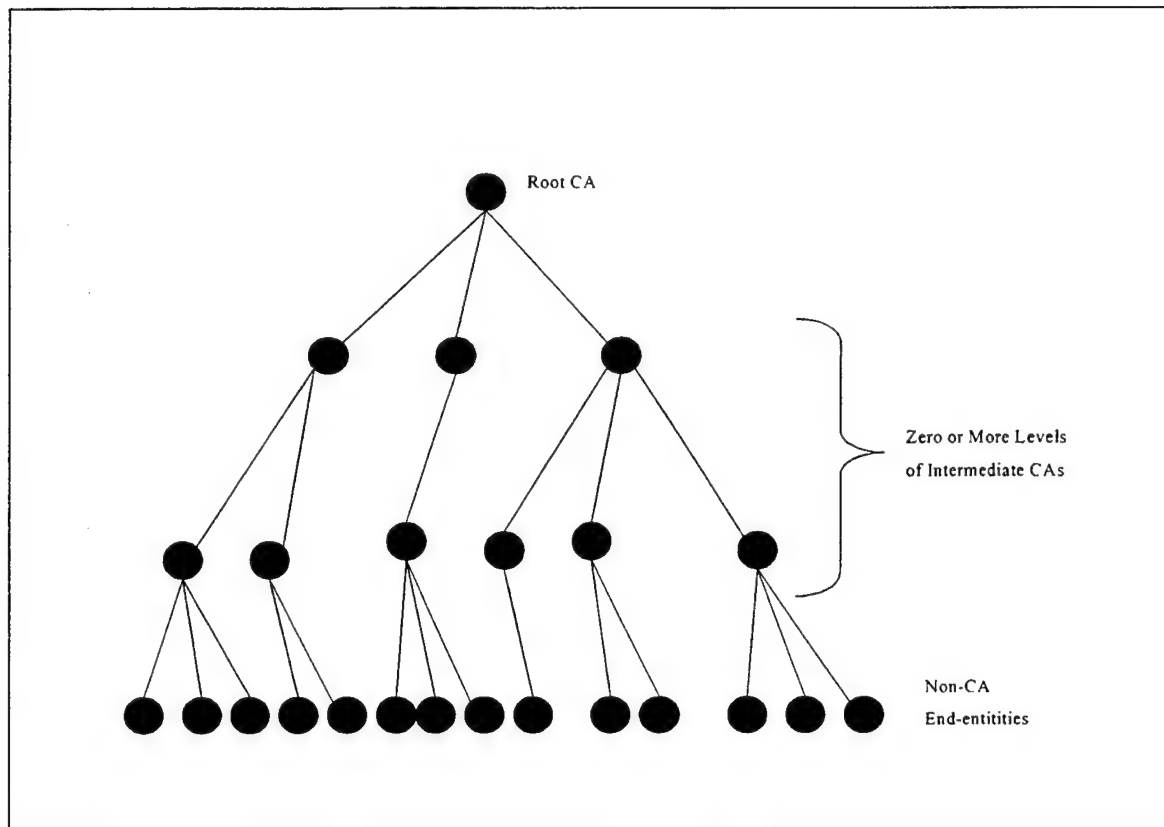 Root CA
Zero or More Levels
of Intermediate CAs
Non-CA
End-entitities